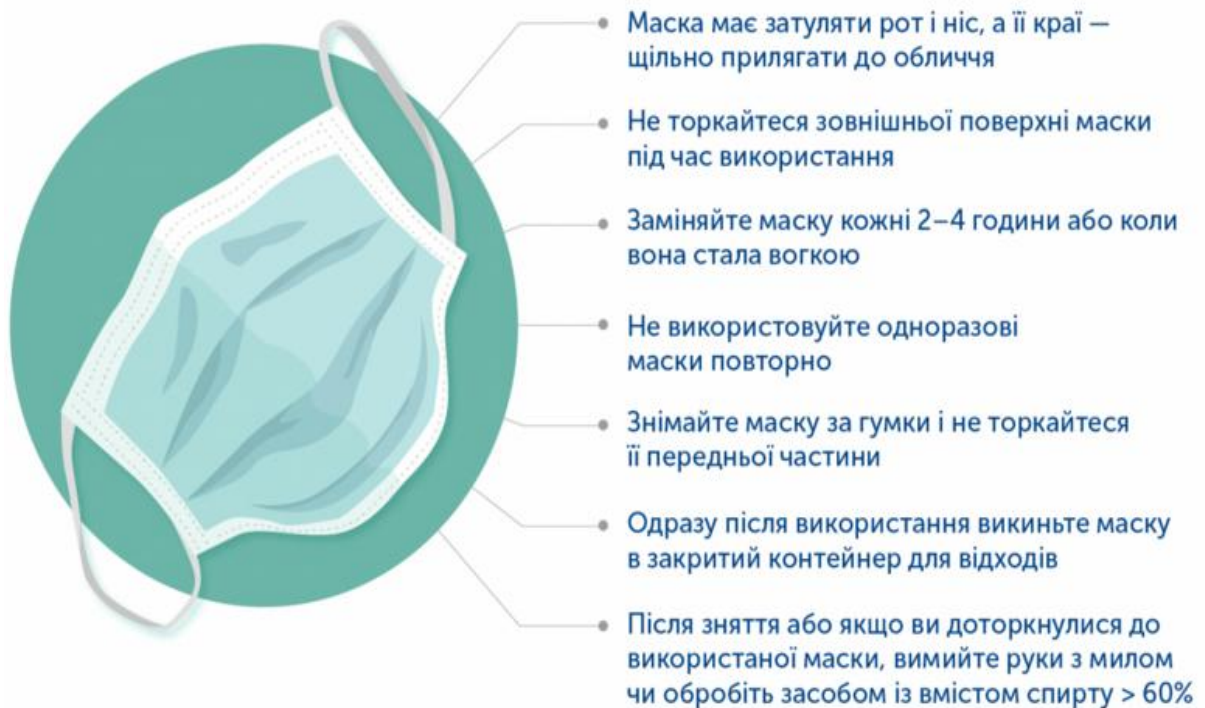 Маска має затуляти рот і ніс, а її краї —
щільно прилягати до обличчя
Не торкайтеся зовнішньої поверхні маски
під час використання
Заміняйте маску кожні 2–4 години або коли
вона стала вогкою
Не використовуйте одноразові
маски повторно
Знімайте маску за гумки і не торкайтеся
її передньої частини
Одразу після використання викиньте маску
в закритий контейнер для відходів
Після зняття або якщо ви доторкнулися до
використаної маски, вимийте руки з милом
чи обробіть засобом із вмістом спирту > 60%